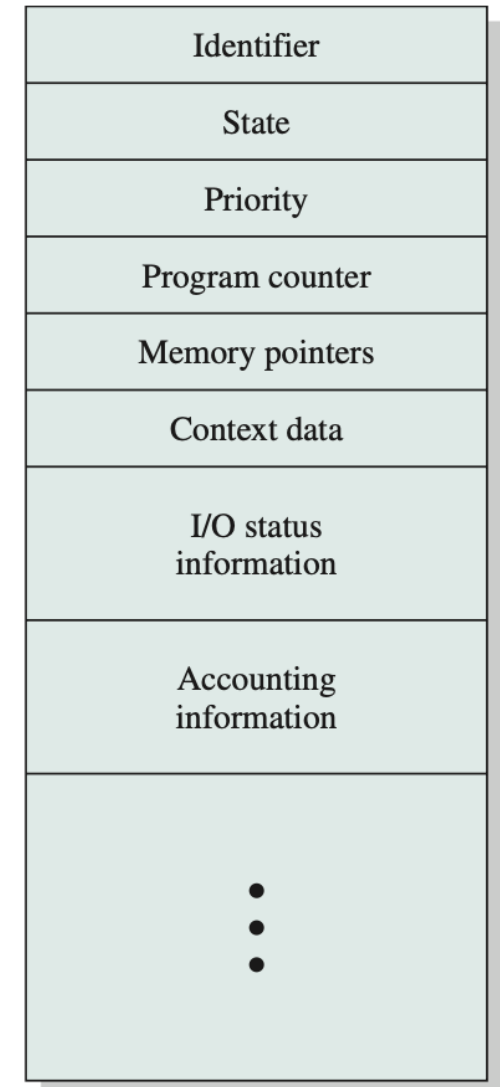 Identifier
State
Priority
Program counter
Memory pointers
Context data
I/O status
information
Accounting
information